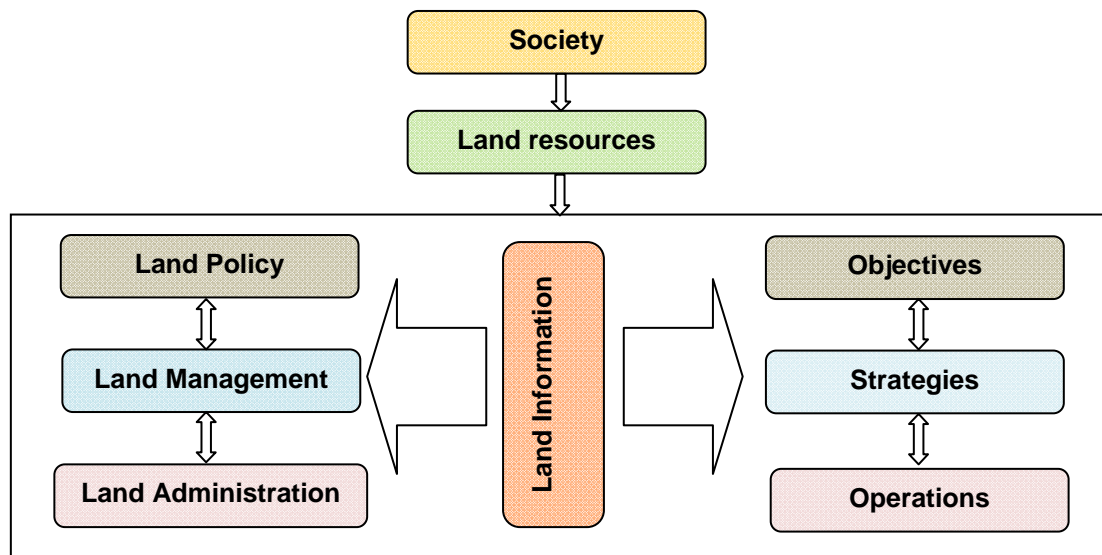 Society
Land resources
Land Policy
Land Management
Land Administration
Land Information
Objectives
Strategies
Operations